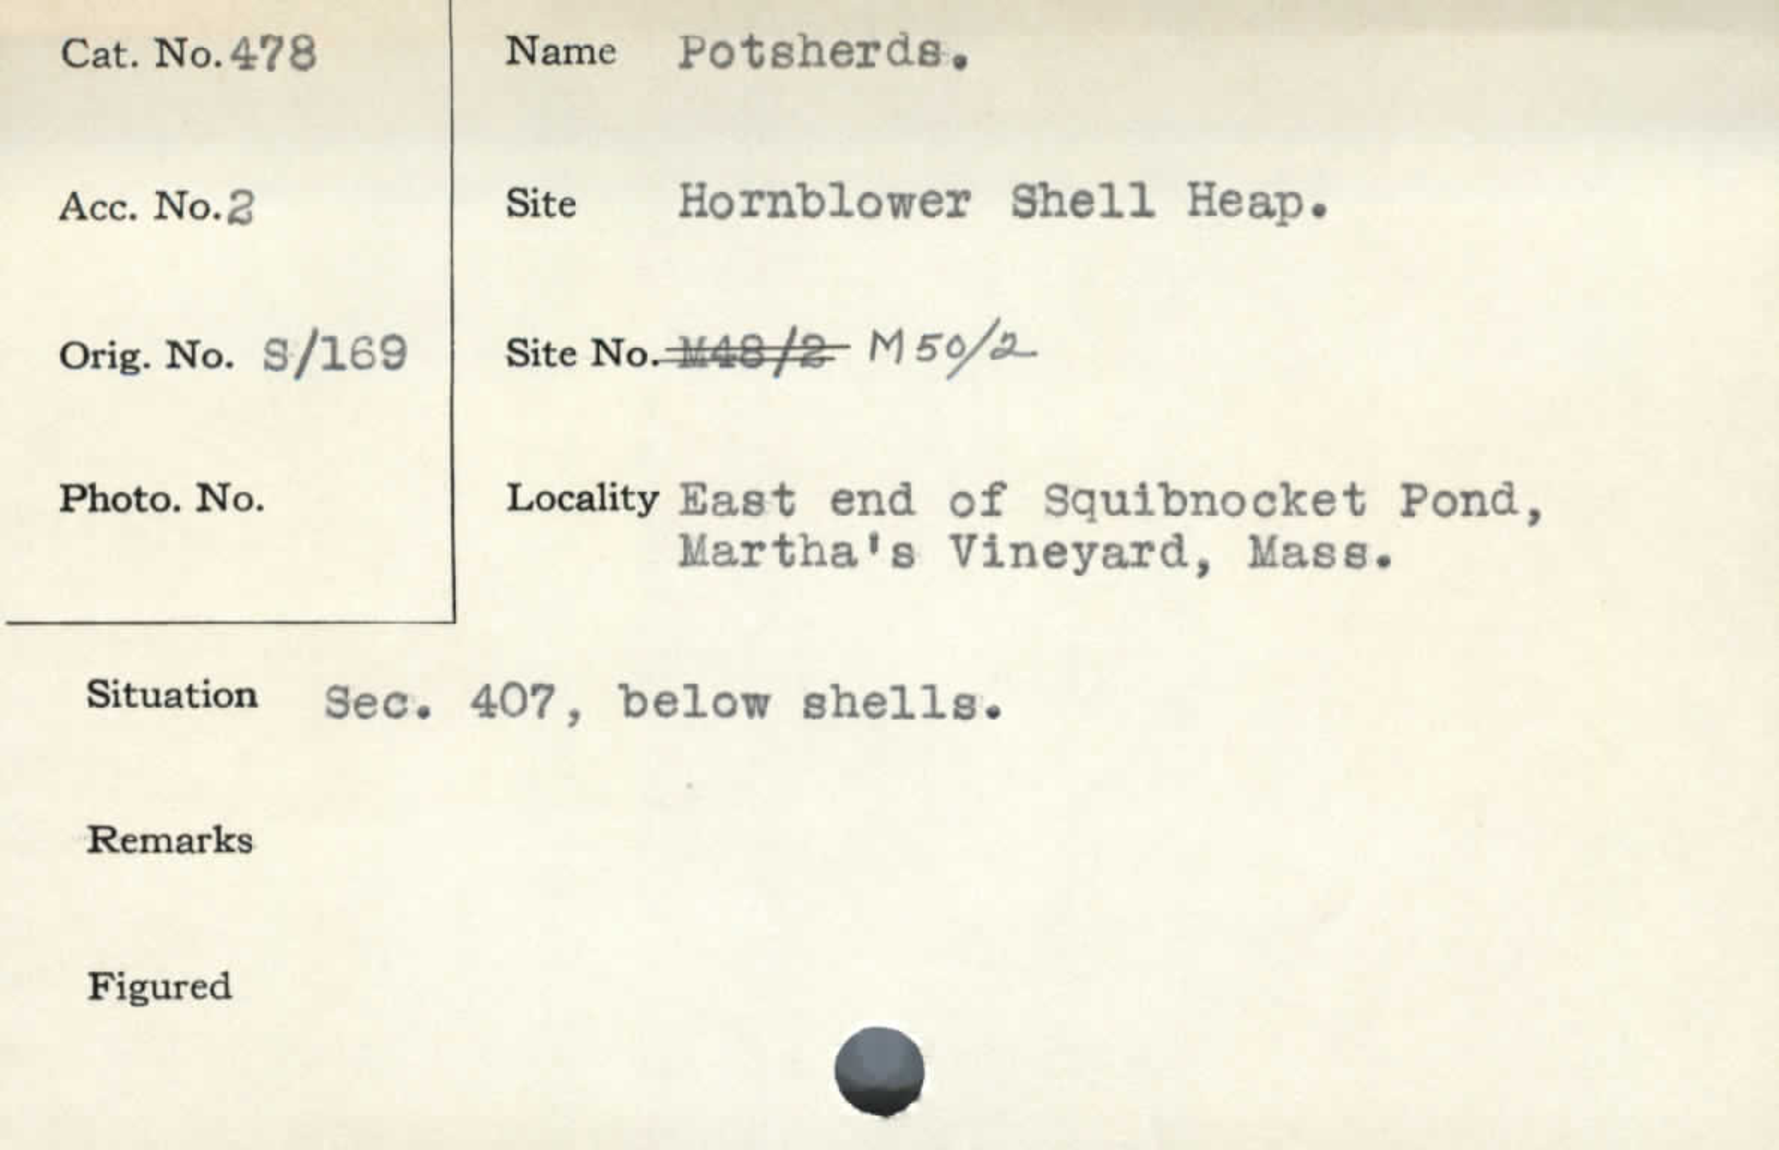 Cat. No. 478
Name Potsherds.
Acc. No. 2
Site Hornblower Shell Heap.
Orig. No. S/169
Site No. M48/2 M50/2
Photo. No.
Locality East end of Squibnocket Pond,
Martha's Vineyard, Mass.
Situation Sec. 407, below shells.
Remarks
Figured